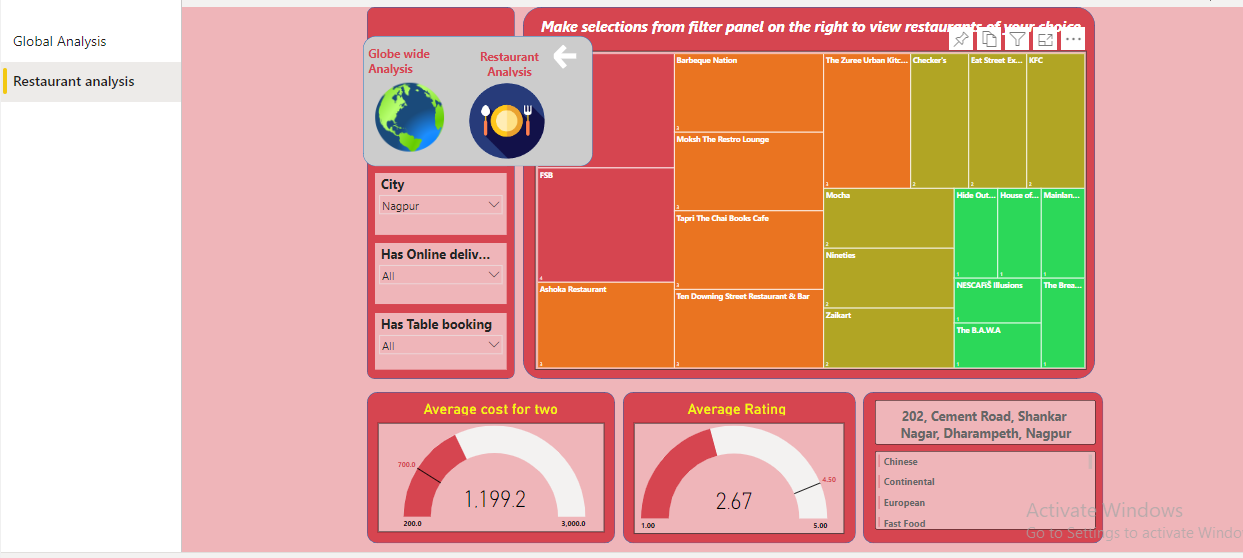 Global Analysis
Restaurant analysis
Make selections from filter panel on the right to view restaurants of your choice
Globe wide
Analysis
Restaurant
Analysis
City
Nagpur
Has Online deliv...
All
Has Table booking
All
FSB
4
Ashoka Restaurant
3
Barbeque Nation
3
Moksh The Restro Lounge
3
Tapri The Chai Books Cafe
3
Ten Downing Street Restaurant & Bar
3
The Zuree Urban Kitc...
3
Checker's
2
Eat Street Ex...
2
KFC
2
Mocha
2
Nineties
2
Zaikart
2
Hide Out...
1
House of...
1
Mainlan...
1
NESCAFŠ Illusions
1
The B.A.W.A
1
The Brea...
1
Average cost for two
700.0
1,199.2
200.0
3,000.0
Average Rating
4.50
2.67
1.00
5.00
202, Cement Road, Shankar
Nagar, Dharampeth, Nagpur
Chinese
Continental
European
Fast Food
Activate Windows
Go to Settings to activate Windo